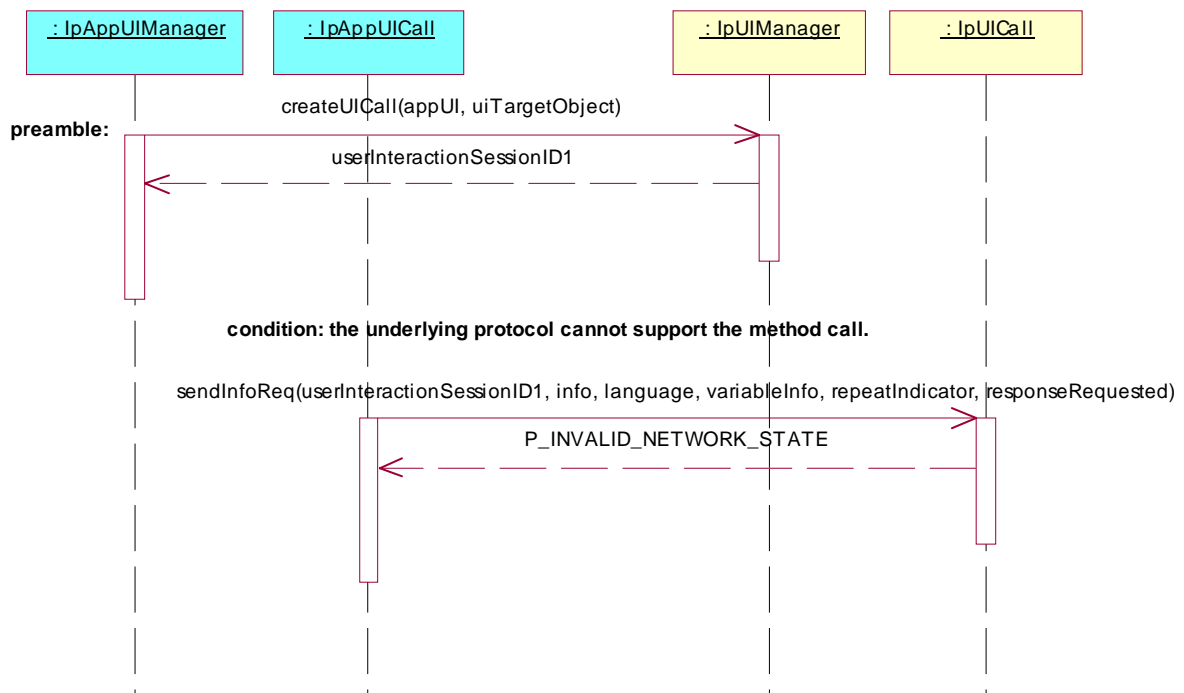 : IpAppUIManager
: IpAppUICall
: IpUIManager
: IpUICall
createUICall(appUI, uiTargetObject)
preamble:
userInteractionSessionID1
condition: the underlying protocol cannot support the method call.
sendInfoReq(userInteractionSessionID1, info, language, variableInfo, repeatIndicator, responseRequested)
P_INVALID_NETWORK_STATE